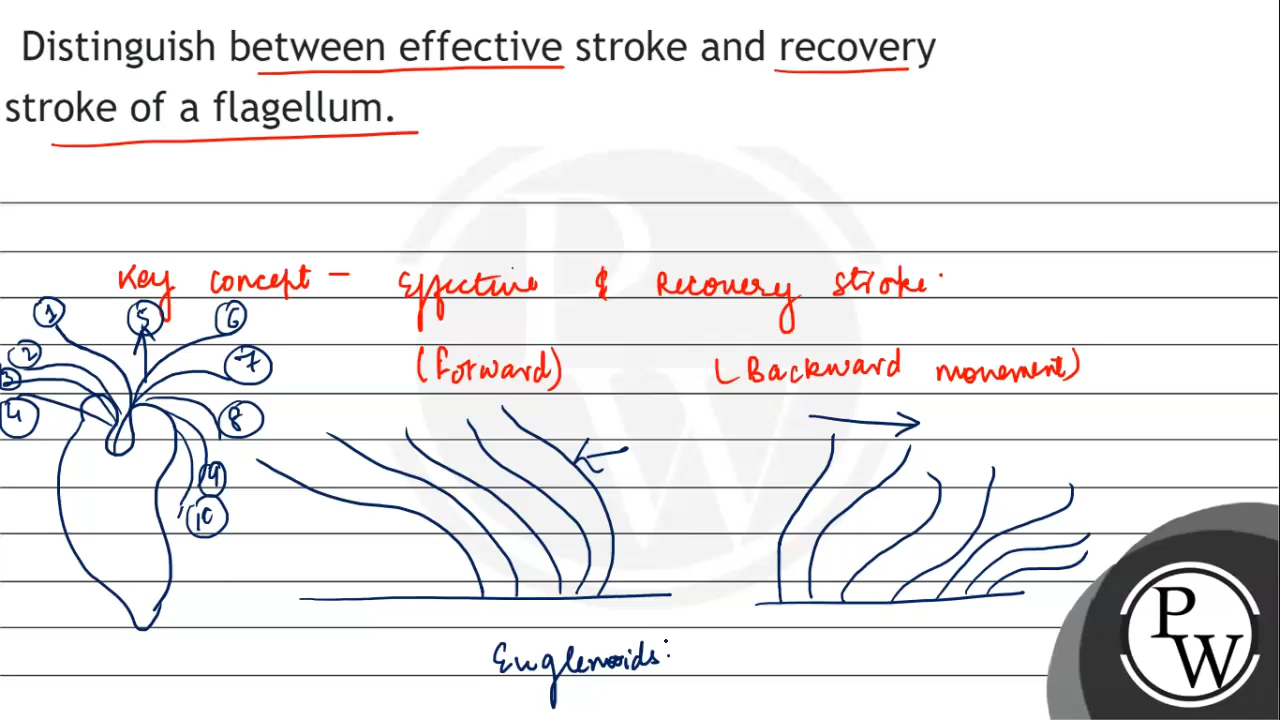 Distinguish between effective stroke and recovery
stroke of a flagellum.
Key concept - Effective & Recovery stroke.
(Forward) (Backward movement)
1
5
6
2
7
3
4
8
9
10
Euglenoids:
P
W